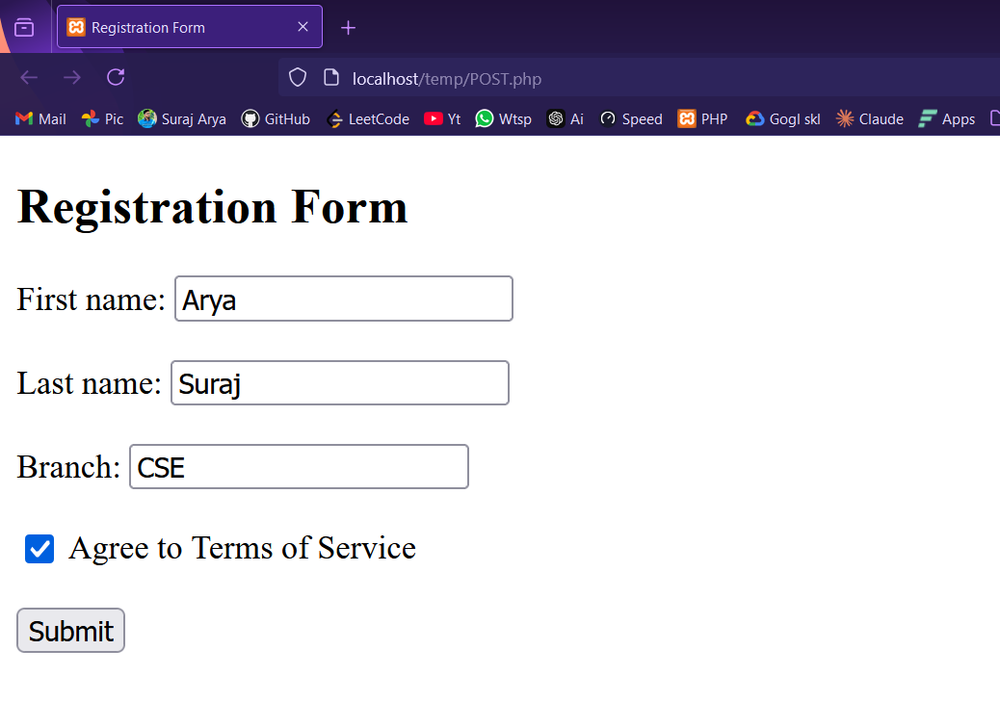 Registration Form
localhost/temp/POST.php
Mail Pic Suraj Arya GitHub LeetCode Yt Wtsp Ai Speed PHP Gogl skl Claude Apps
Registration Form
First name: Arya
Last name: Suraj
Branch: CSE
Agree to Terms of Service
Submit